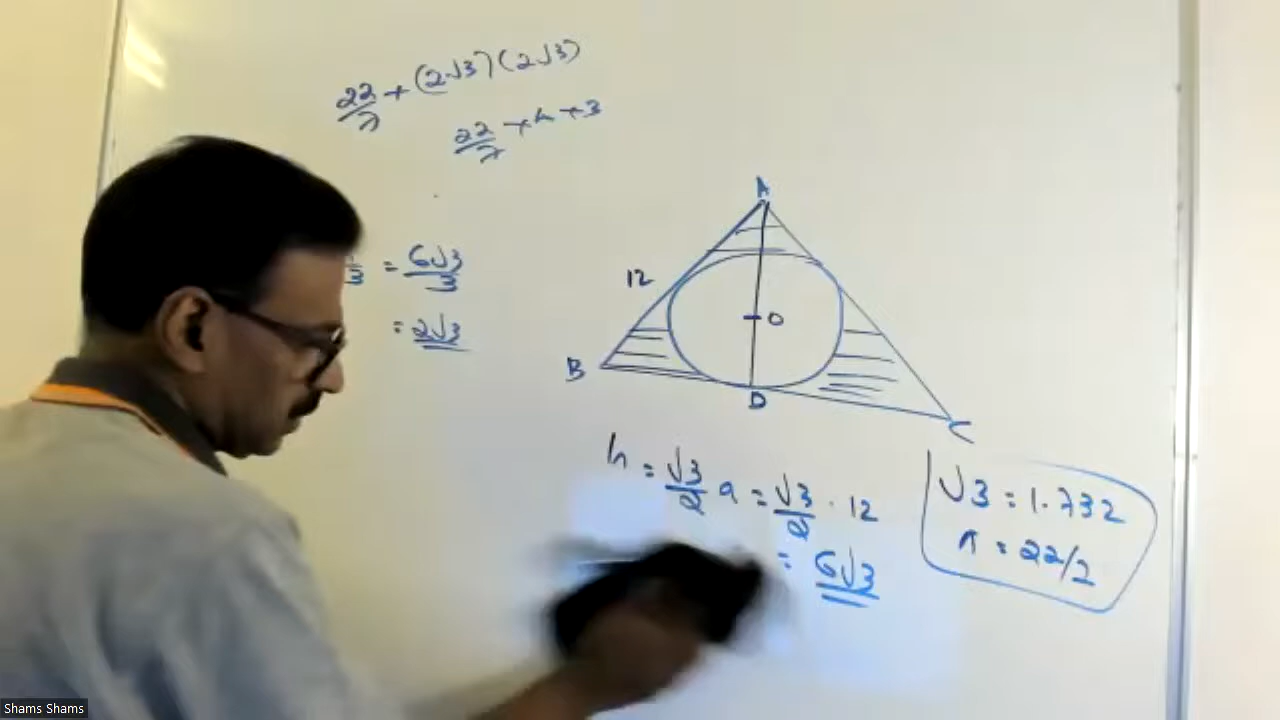 22/7 × (2√3)(2√3)
22/7 × 4 × 3
A
= 6√3/3
12
= 2√3
O
B
D
C
h = √3/2 a = √3/2 · 12
= 6√3
√3 = 1.732
π = 22/7
Shams Shams